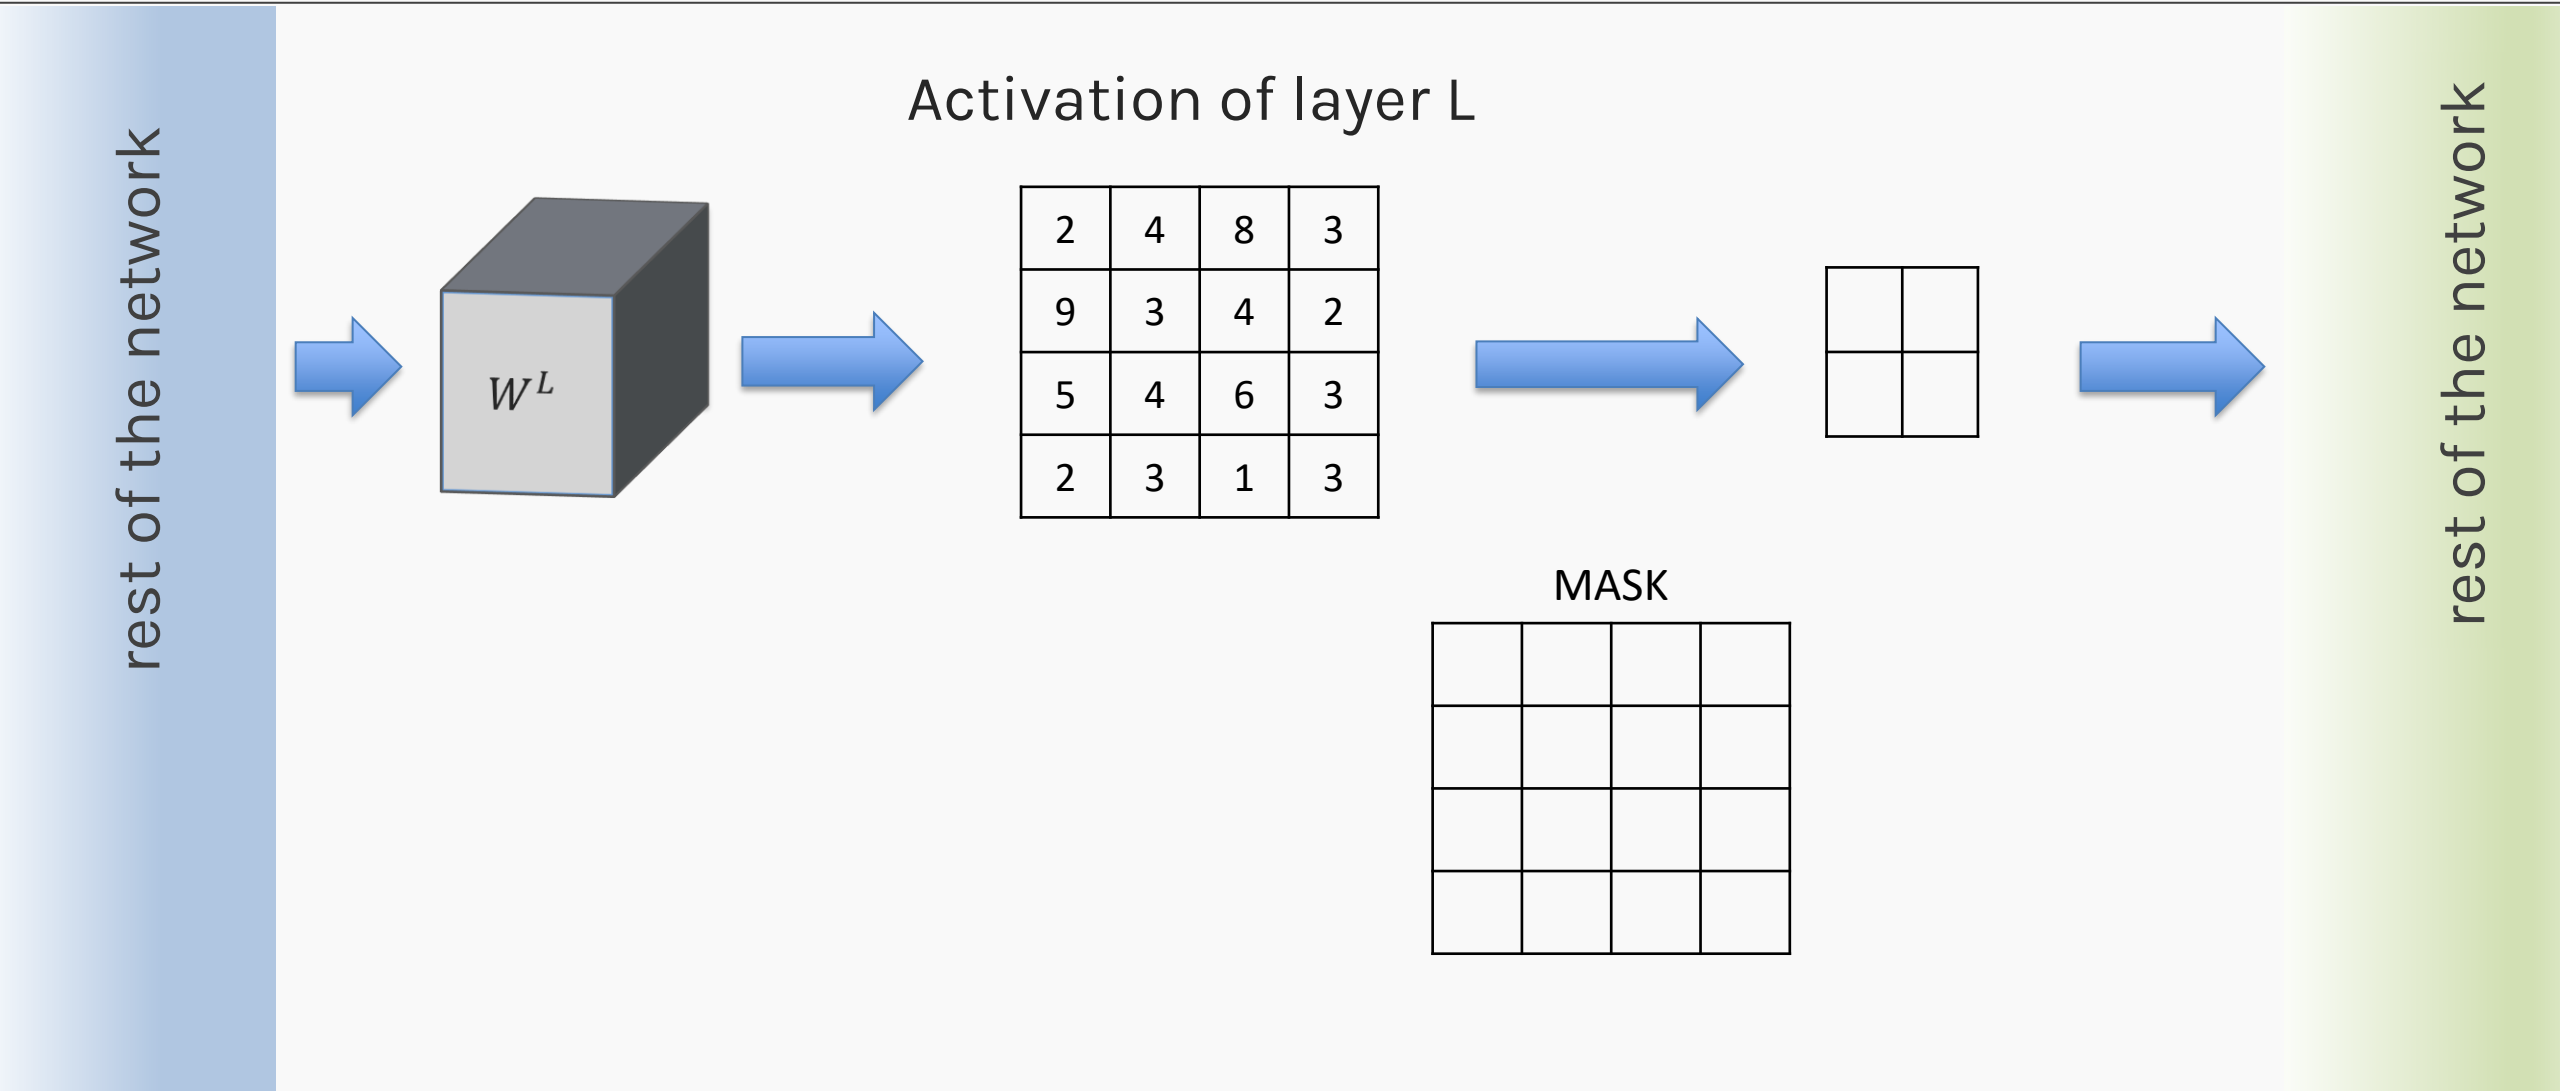 rest of the network
Activation of layer L
W^L
2 4 8 3
9 3 4 2
5 4 6 3
2 3 1 3
MASK
rest of the network